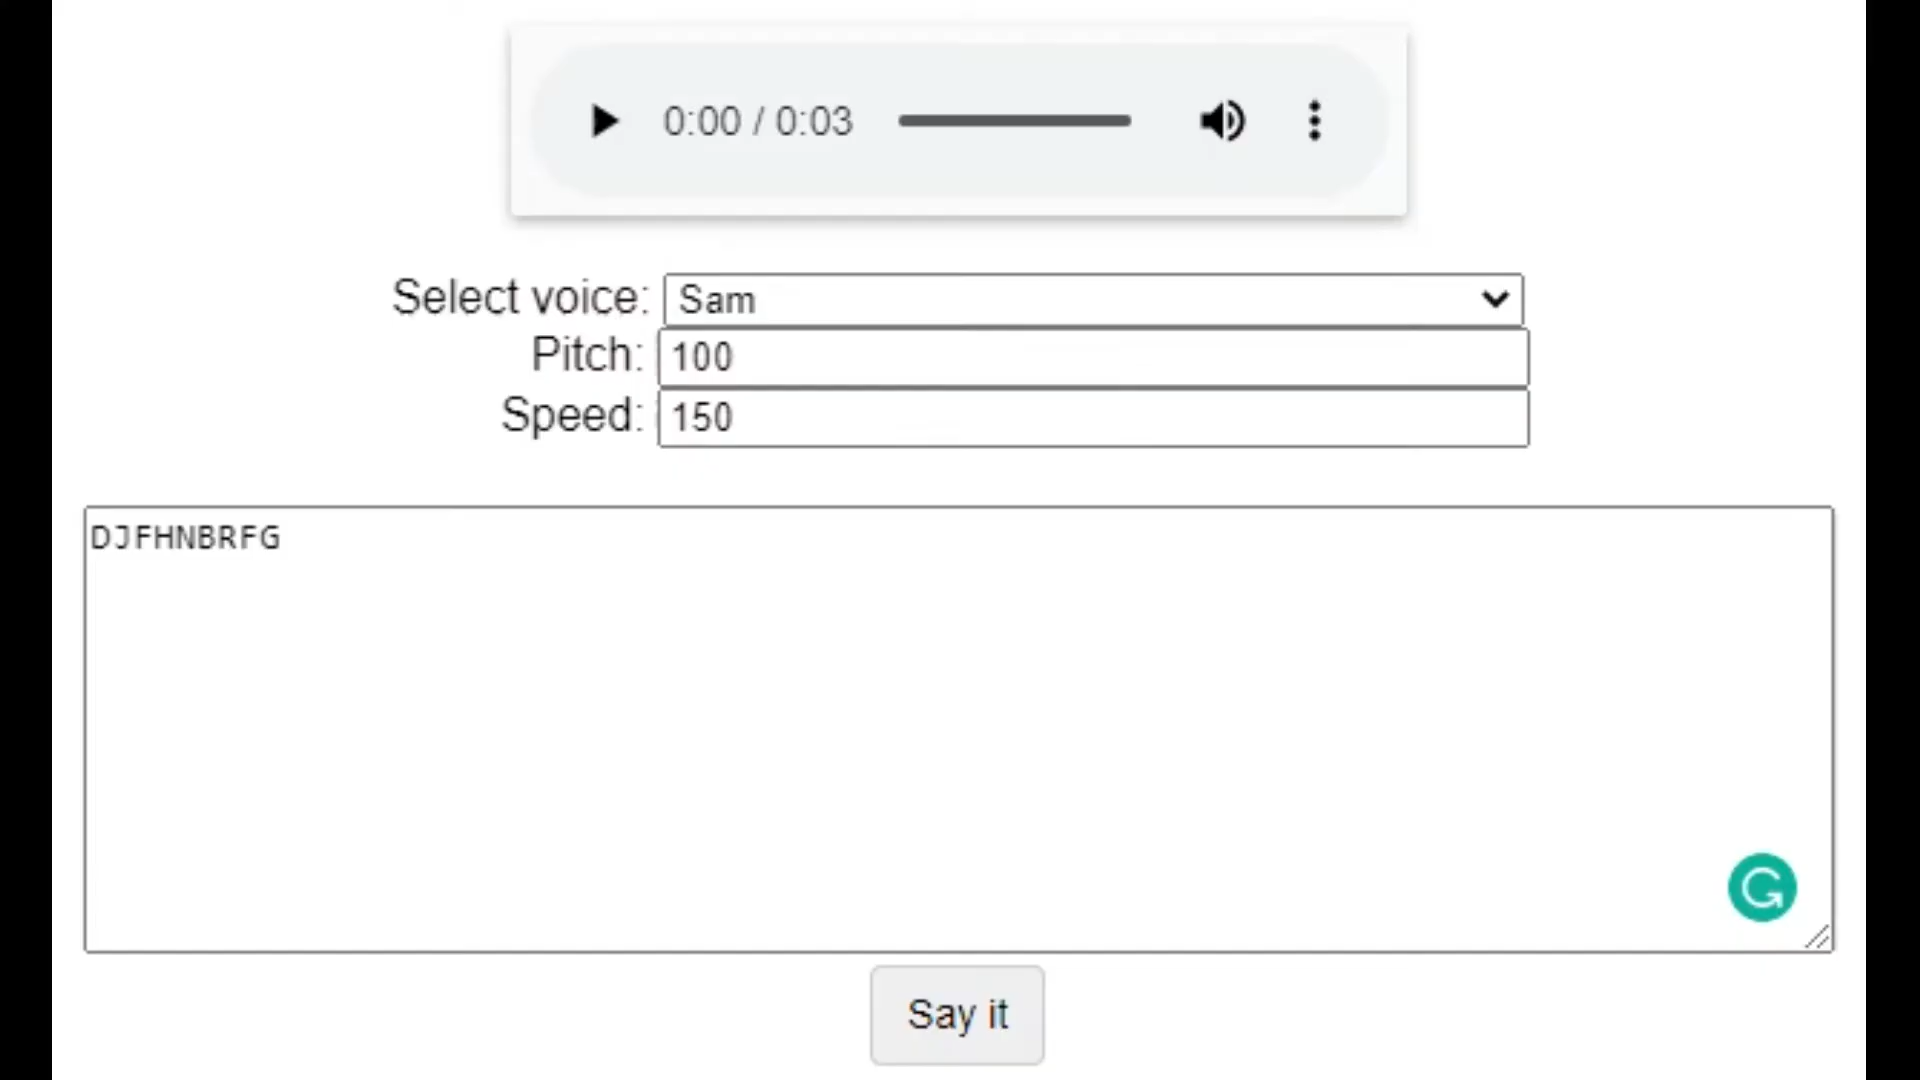 0:00 / 0:03
Select voice: Sam
Pitch: 100
Speed: 150
DJFHNBRFG
Say it